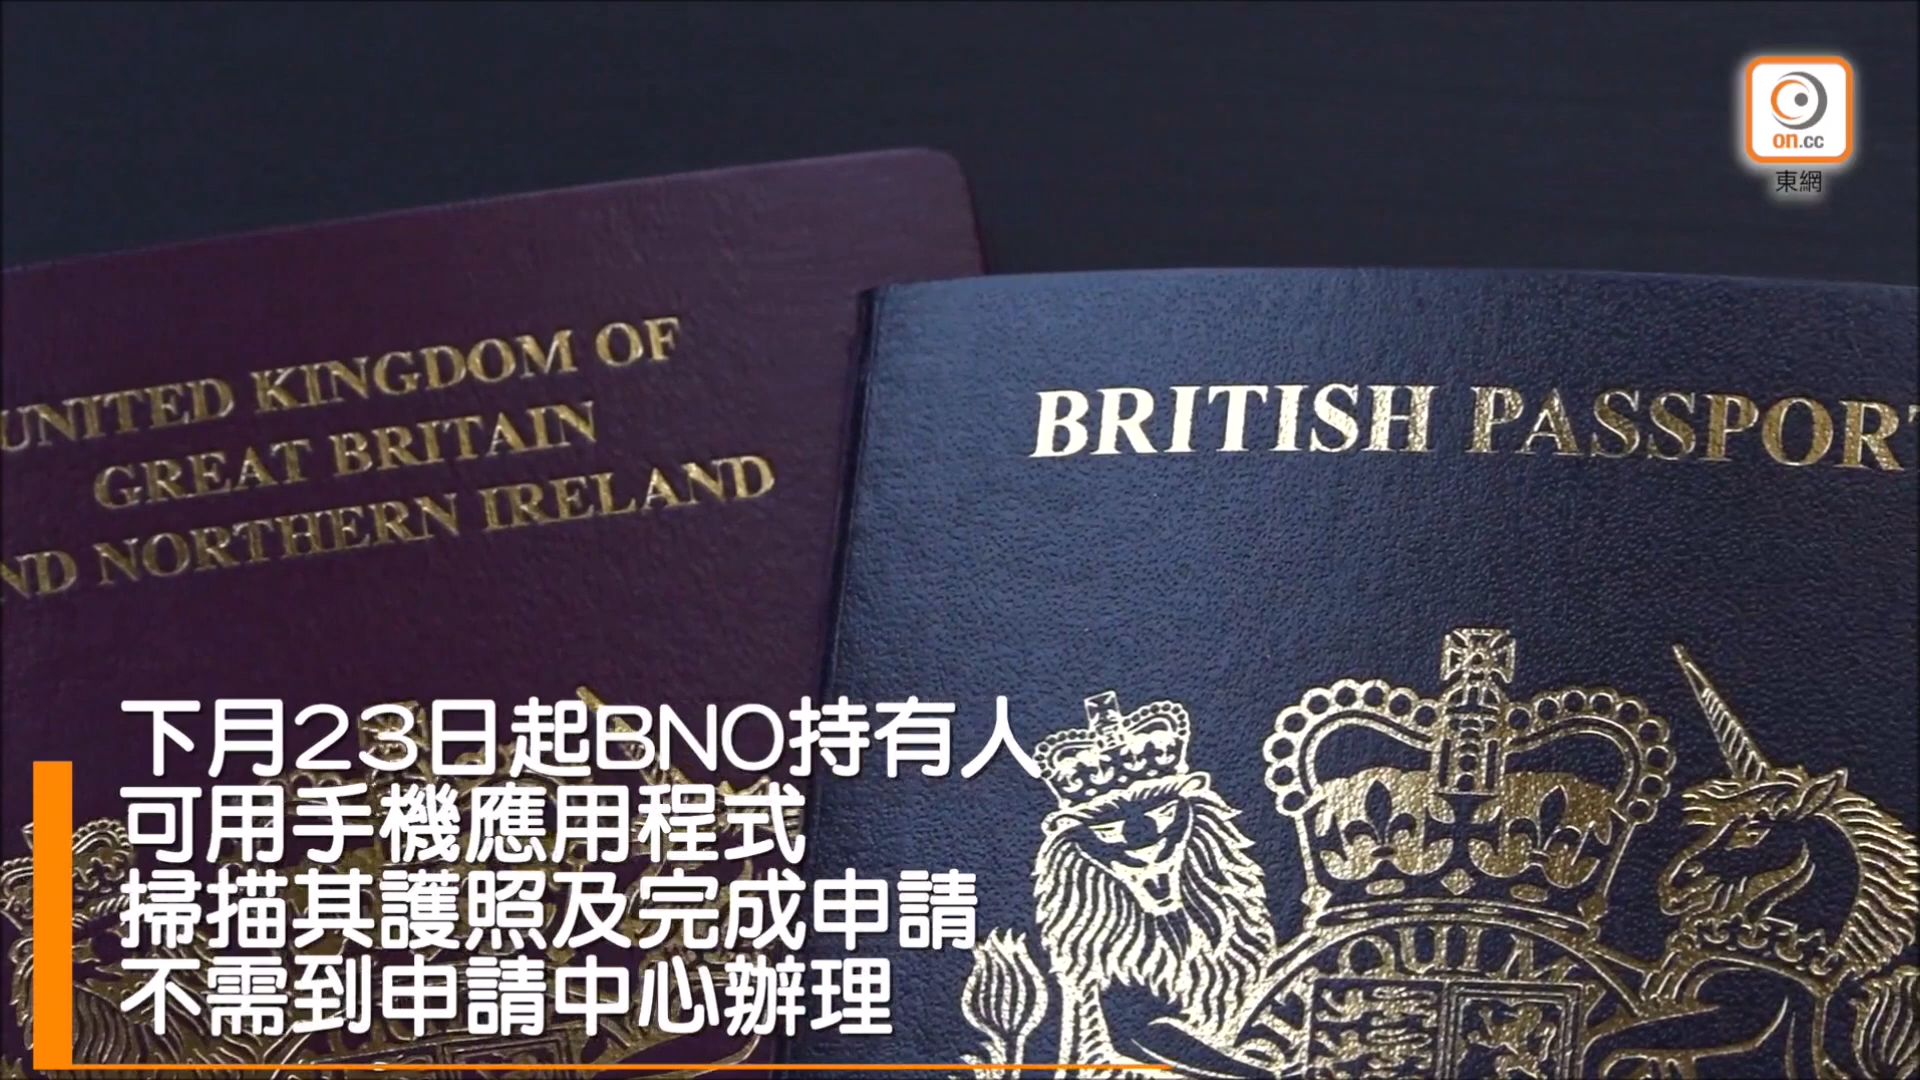 on.cc
東網
UNITED KINGDOM OF
GREAT BRITAIN
ND NORTHERN IRELAND
BRITISH PASSPORT
下月23日起BNO持有人
可用手機應用程式
掃描其護照及完成申請
不需到申請中心辦理